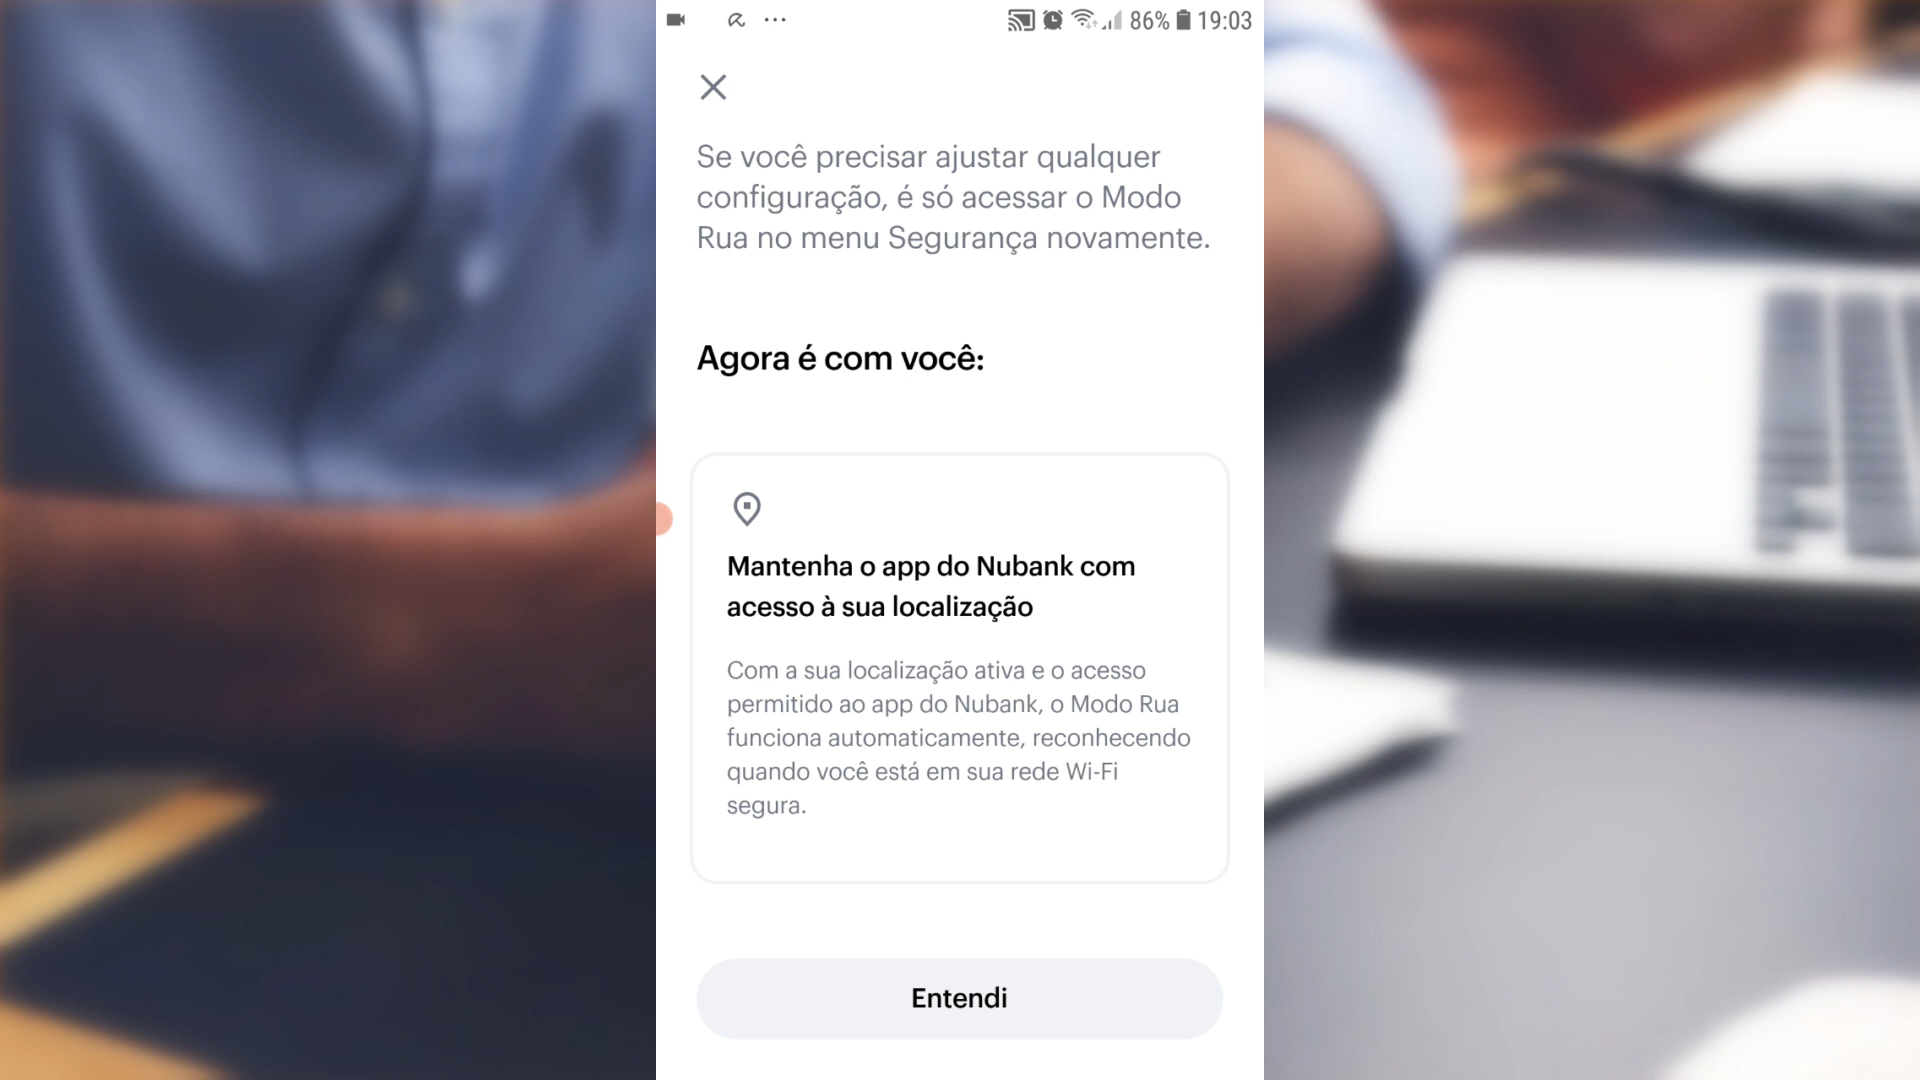 86% 19:03
Se você precisar ajustar qualquer
configuração, é só acessar o Modo
Rua no menu Segurança novamente.
Agora é com você:
Mantenha o app do Nubank com
acesso à sua localização
Com a sua localização ativa e o acesso
permitido ao app do Nubank, o Modo Rua
funciona automaticamente, reconhecendo
quando você está em sua rede Wi-Fi
segura.
Entendi